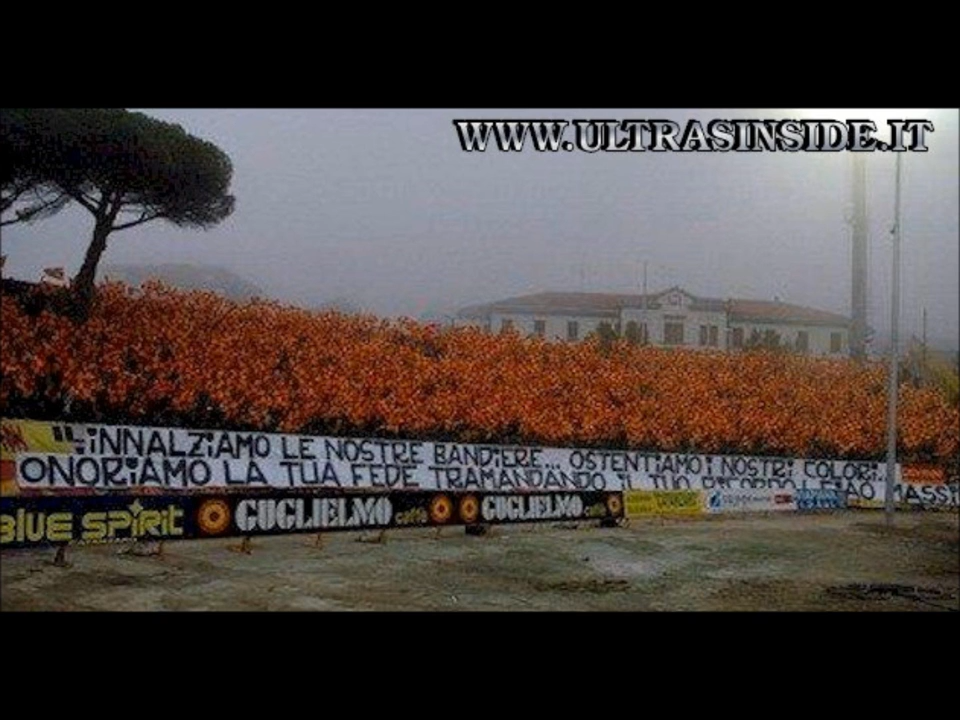 WWW.ULTRASINSIDE.IT
"...iNNALZiAMO LE NOSTRE BANDiERE... OSTENTiAMO i NOSTRi COLORi...
ONORiAMO LA TUA FEDE TRAMANDANDO iL TUO RiCORDO! CiAO MASSi
BLUE SPiRiT
GUGLIELMO caffè
GUGLIELMO caffè